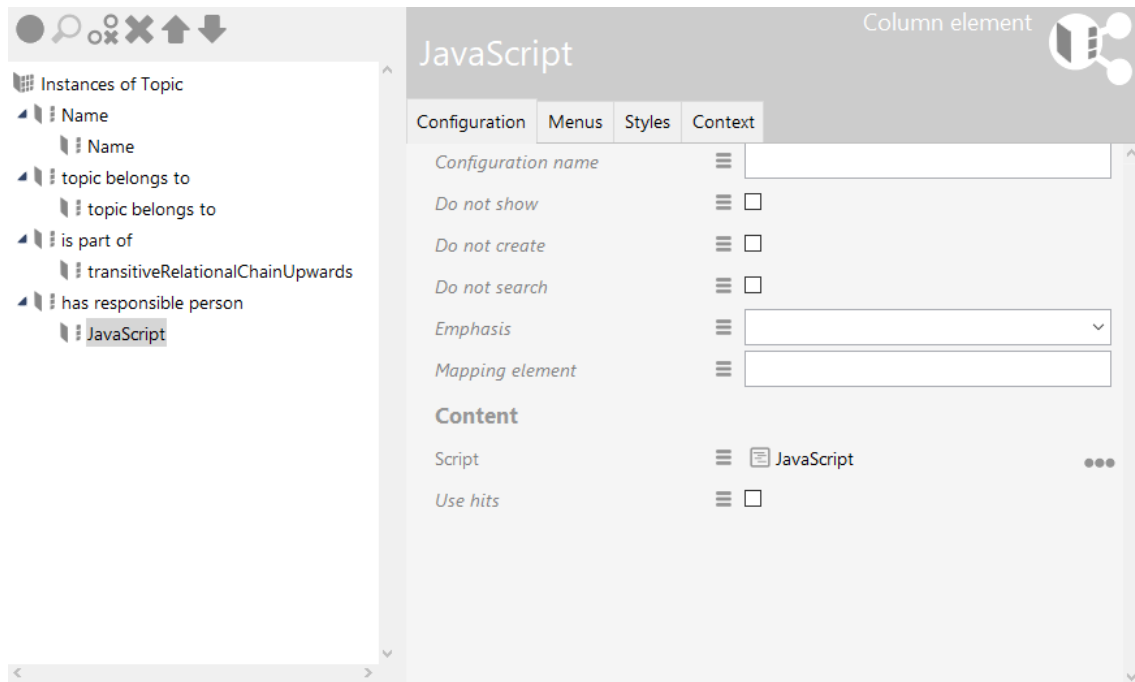 Column element
JavaScript
Instances of Topic
Name
Name
topic belongs to
topic belongs to
is part of
transitiveRelationalChainUpwards
has responsible person
JavaScript
Configuration Menus Styles Context
Configuration name
Do not show
Do not create
Do not search
Emphasis
Mapping element
Content
Script JavaScript
Use hits